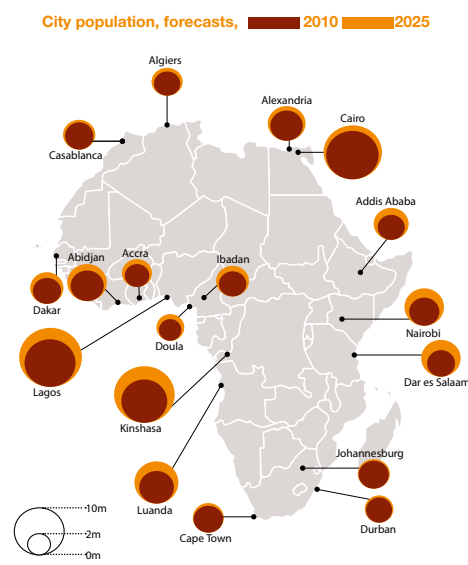 City population, forecasts, 2010 2025
Algiers
Alexandria
Cairo
Casablanca
Addis Ababa
Abidjan
Accra
Ibadan
Dakar
Doula
Nairobi
Lagos
Dar es Salaam
Kinshasa
Johannesburg
Luanda
Cape Town
Durban
10m
2m
0m